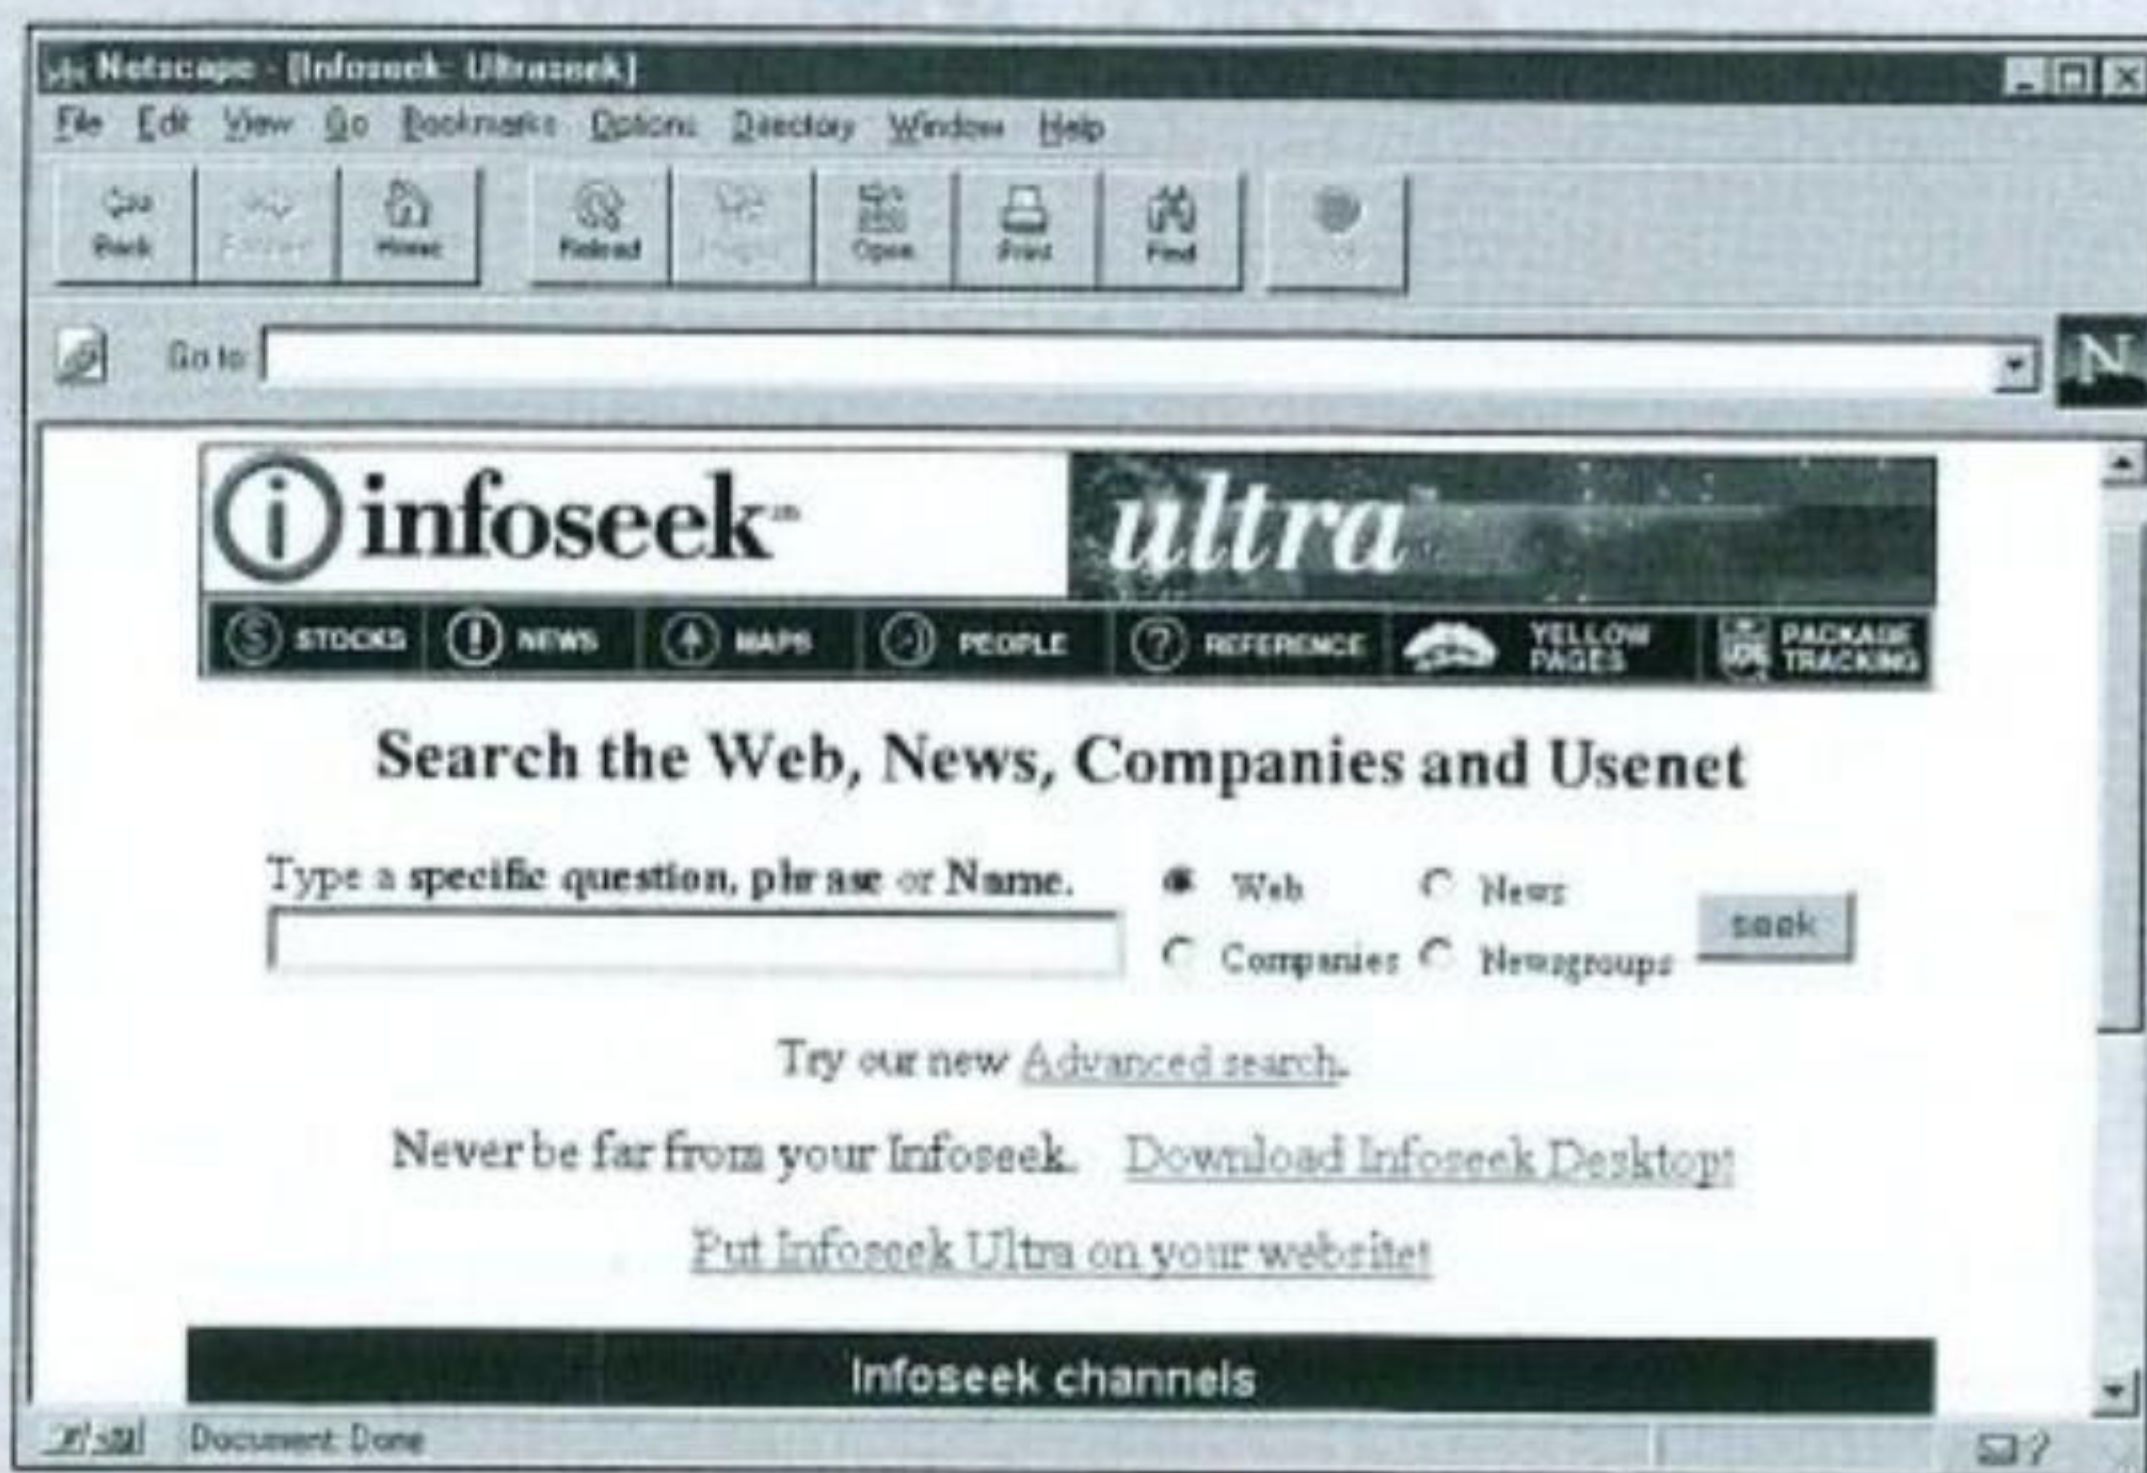 Netscape - [Infoseek: Ultraseek]
File Edit View Go Bookmarks Options Directory Window Help
Back Home Reload Open Print Find
Go to:
N
i infoseek ultra
STOCKS NEWS MAPS PEOPLE REFERENCE YELLOW PAGES PACKAGE TRACKING
Search the Web, News, Companies and Usenet
Type a specific question, phrase or Name.
Web News
seek
Companies Newsgroups
Try our new Advanced search.
Never be far from your Infoseek. Download Infoseek Desktop!
Put Infoseek Ultra on your website!
Infoseek channels
Document: Done